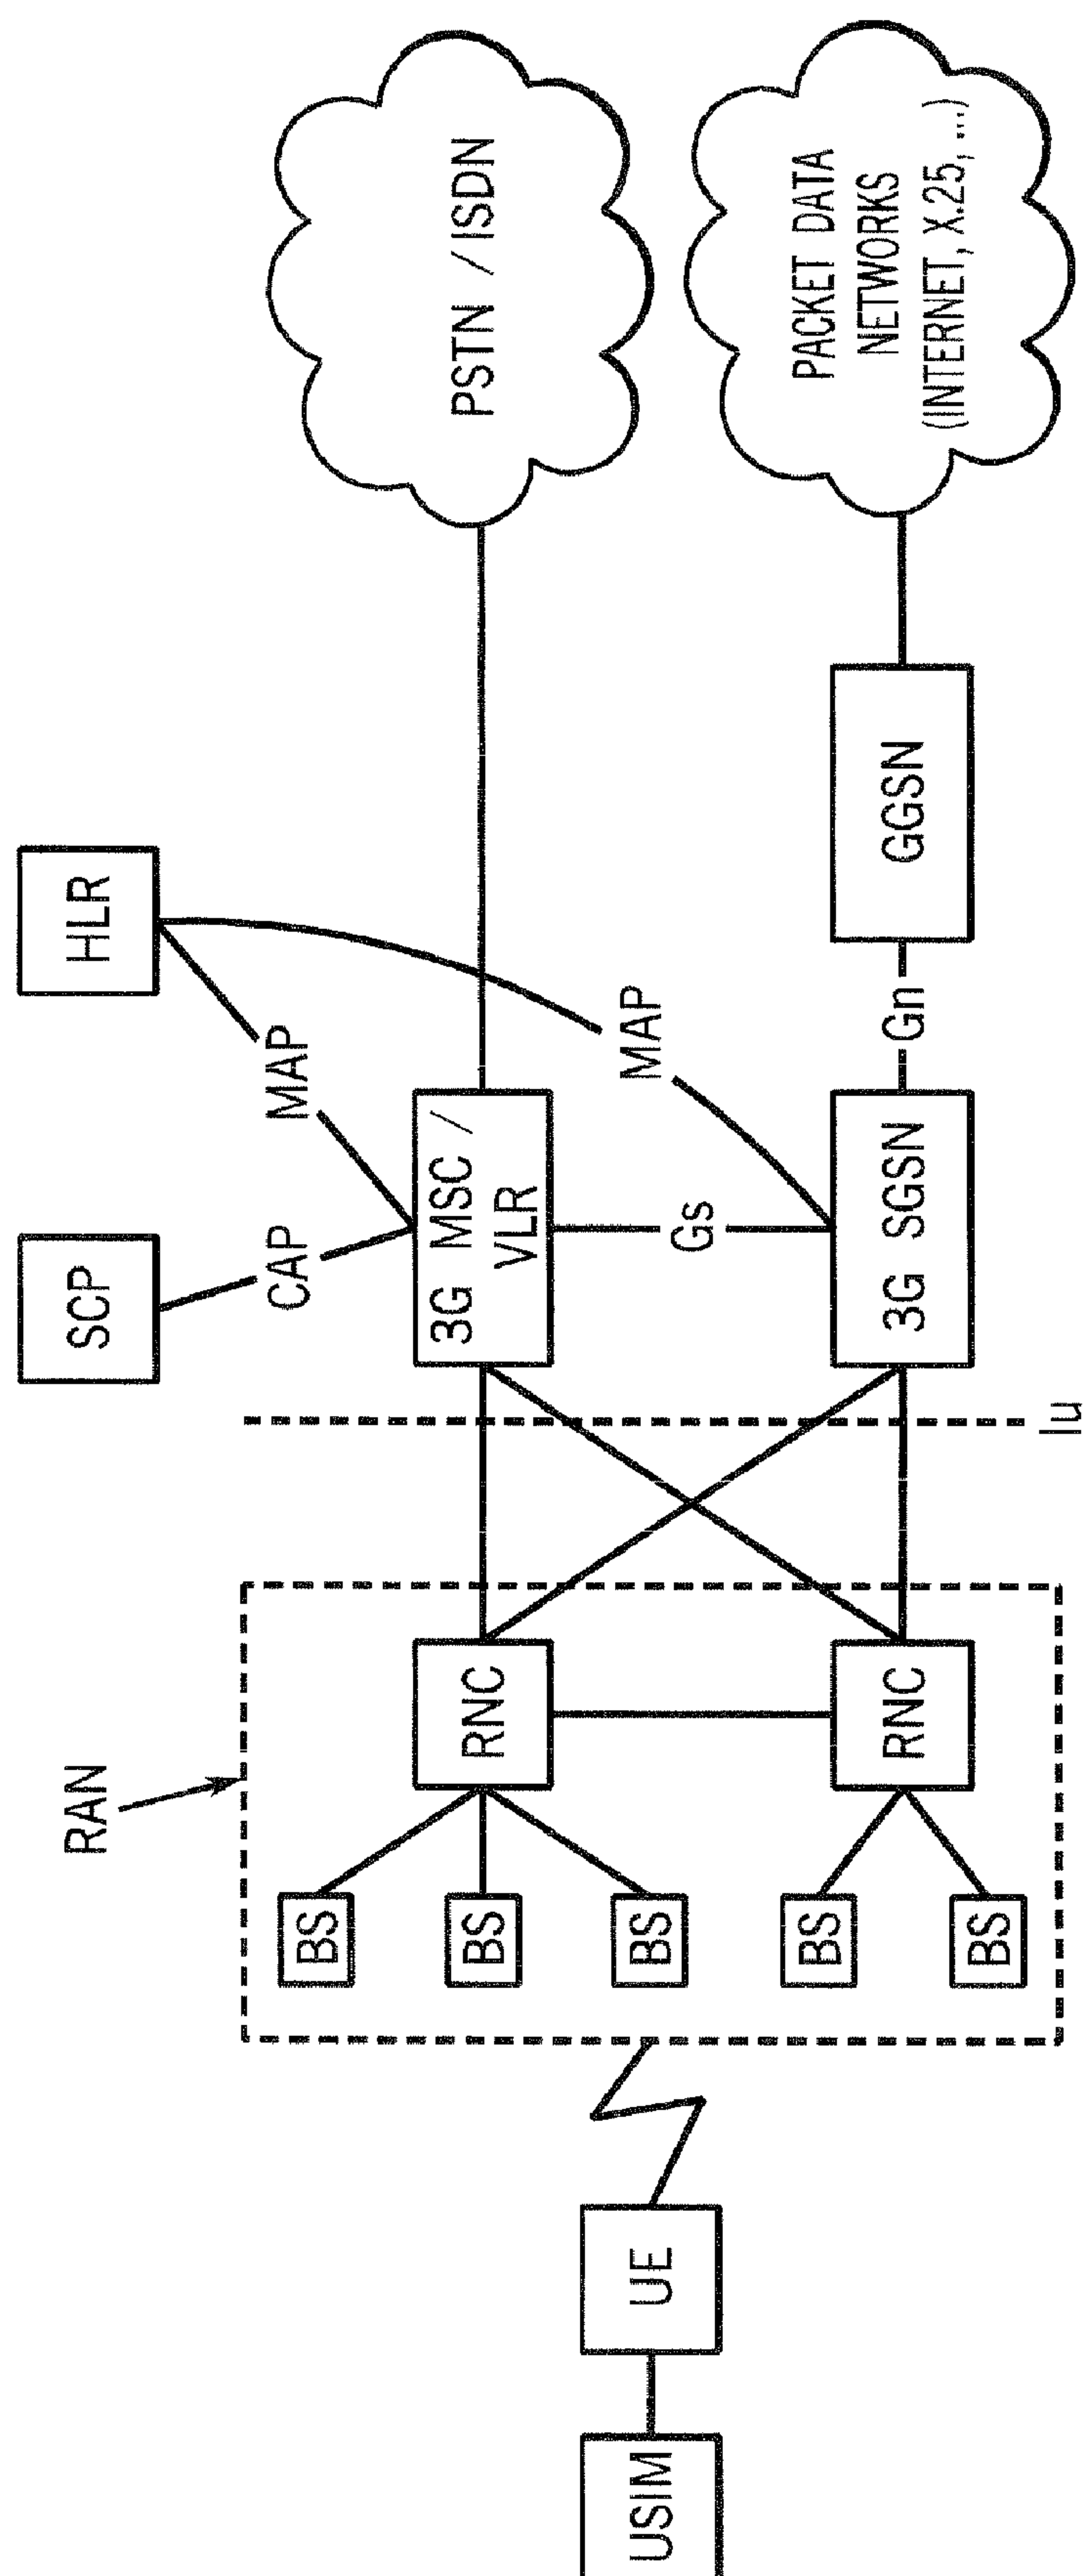 USIM
UE
RAN
BS
BS
BS
BS
BS
RNC
RNC
Iu
SCP
CAP
HLR
MAP
MAP
3G MSC /
VLR
Gs
3G SGSN
Gn
GGSN
PSTN / ISDN
PACKET DATA
NETWORKS
(INTERNET, X.25, ...)